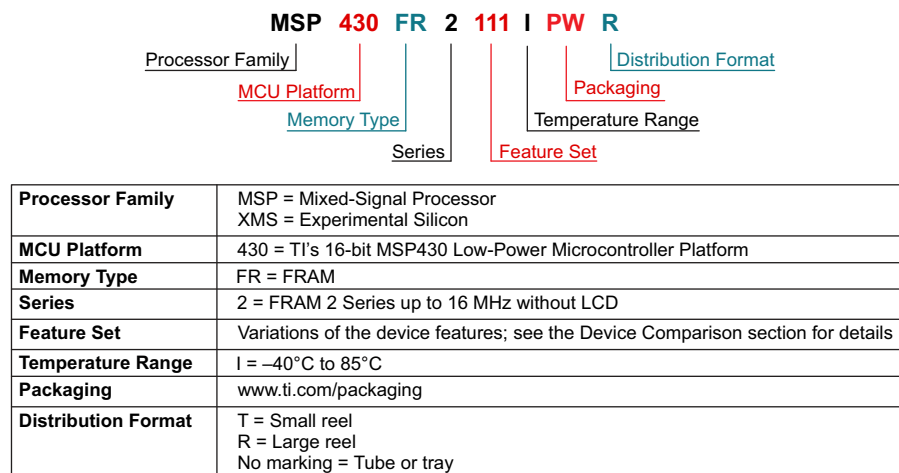 MSP 430 FR 2 111 I PW R
Processor Family
Distribution Format
MCU Platform
Packaging
Memory Type
Temperature Range
Series
Feature Set
Processor Family MSP = Mixed-Signal Processor
XMS = Experimental Silicon
MCU Platform 430 = TI's 16-bit MSP430 Low-Power Microcontroller Platform
Memory Type FR = FRAM
Series 2 = FRAM 2 Series up to 16 MHz without LCD
Feature Set Variations of the device features; see the Device Comparison section for details
Temperature Range I = –40°C to 85°C
Packaging www.ti.com/packaging
Distribution Format T = Small reel
R = Large reel
No marking = Tube or tray